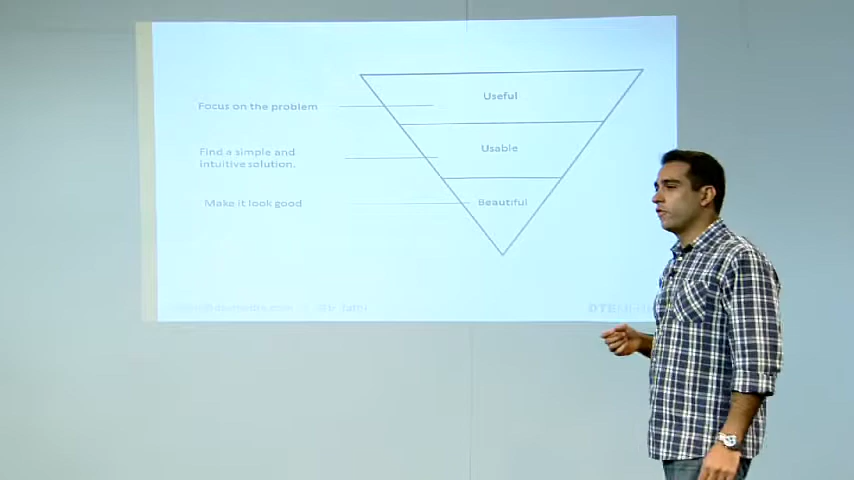 Focus on the problem
Useful
Find a simple and
intuitive solution.
Usable
Make it look good
Beautiful